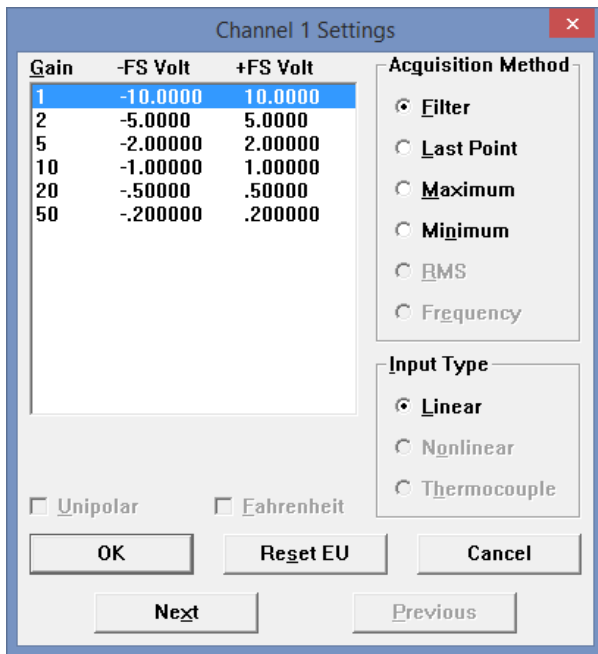 Channel 1 Settings
Gain -FS Volt +FS Volt
1 -10.0000 10.0000
2 -5.0000 5.0000
5 -2.00000 2.00000
10 -1.00000 1.00000
20 -.50000 .50000
50 -.200000 .200000
Unipolar
Fahrenheit
Acquisition Method
Filter
Last Point
Maximum
Minimum
RMS
Frequency
Input Type
Linear
Nonlinear
Thermocouple
OK Reset EU Cancel
Next Previous